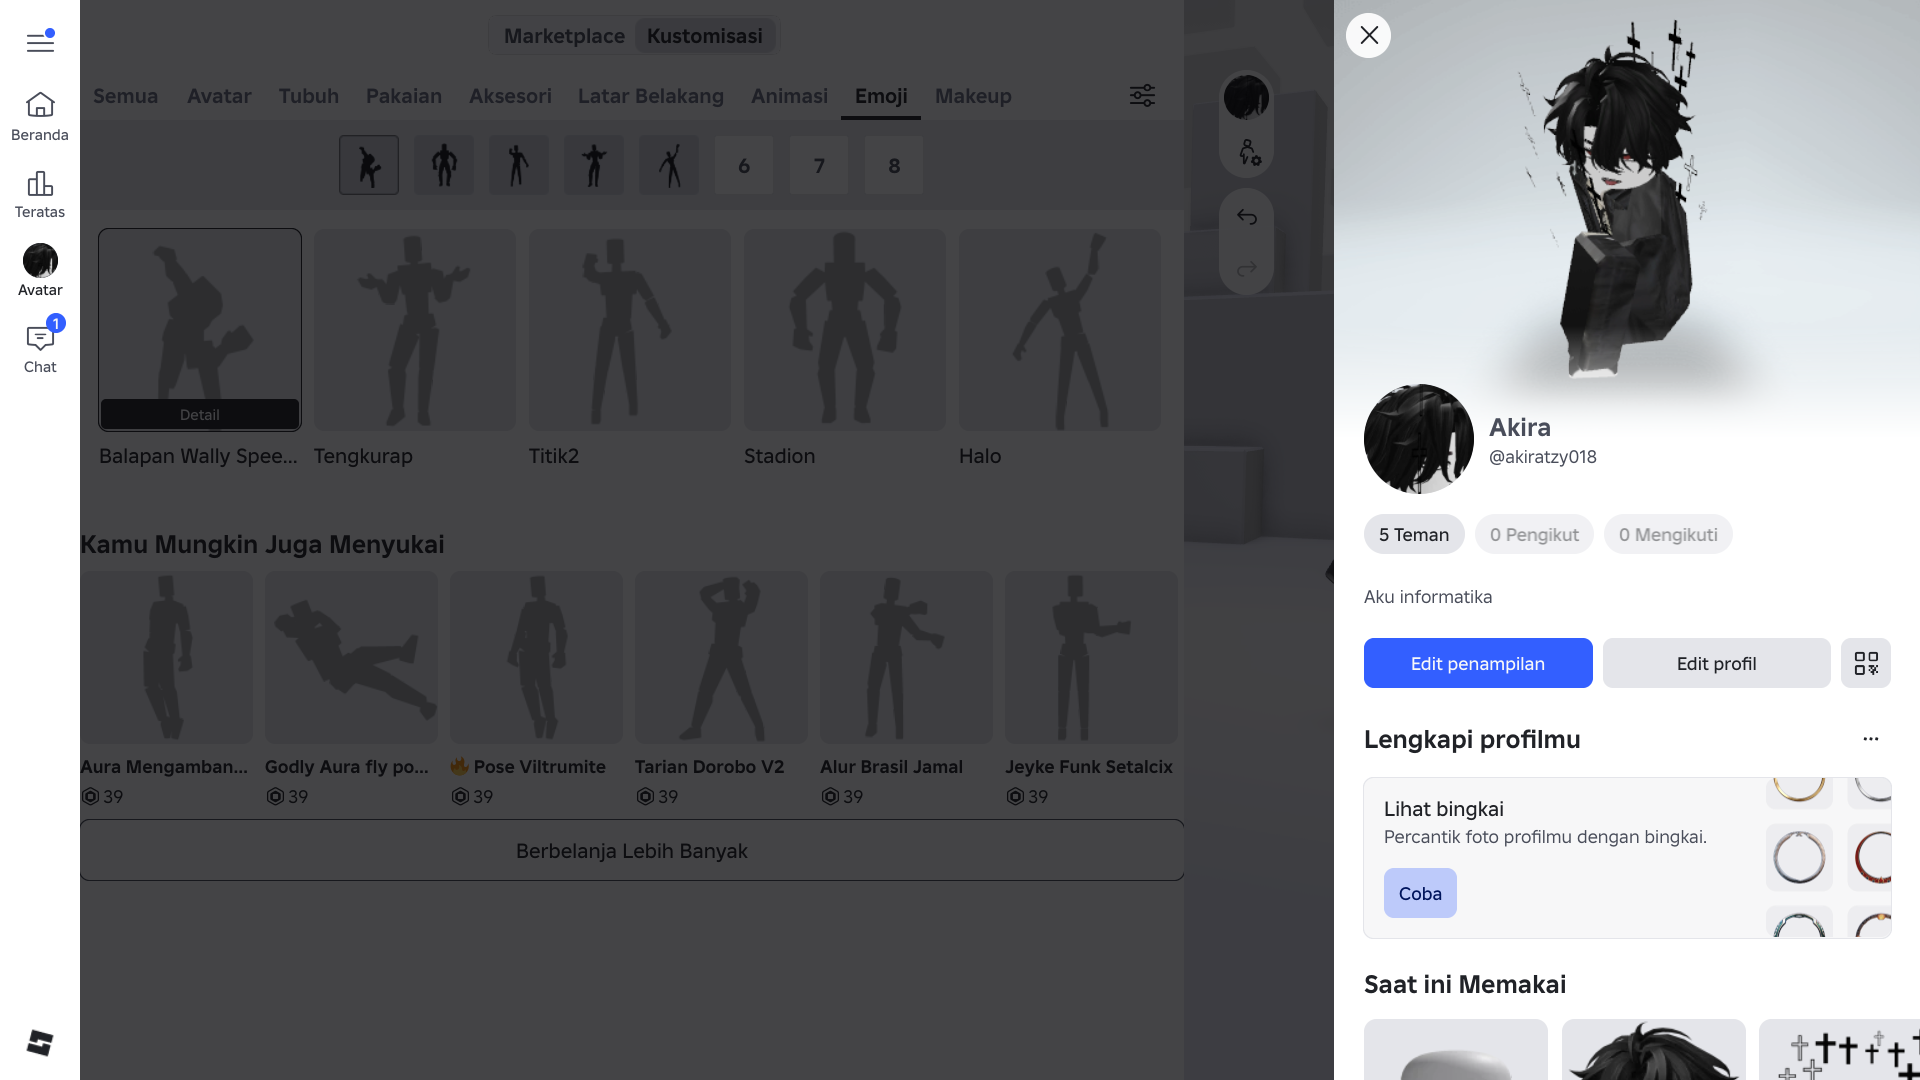 Marketplace
Kustomisasi
Semua
Avatar
Tubuh
Pakaian
Aksesori
Latar Belakang
Animasi
Emoji
Makeup
6
7
8
Beranda
Teratas
Avatar
1
Chat
Detail
Balapan Wally Spee...
Tengkurap
Titik2
Stadion
Halo
Kamu Mungkin Juga Menyukai
Aura Mengamban...
Godly Aura fly po...
🔥 Pose Viltrumite
Tarian Dorobo V2
Alur Brasil Jamal
Jeyke Funk Setalcix
39
39
39
39
39
39
Berbelanja Lebih Banyak
Akira
@akiratzy018
5 Teman
0 Pengikut
0 Mengikuti
Aku informatika
Edit penampilan
Edit profil
Lengkapi profilmu
Lihat bingkai
Percantik foto profilmu dengan bingkai.
Coba
Saat ini Memakai